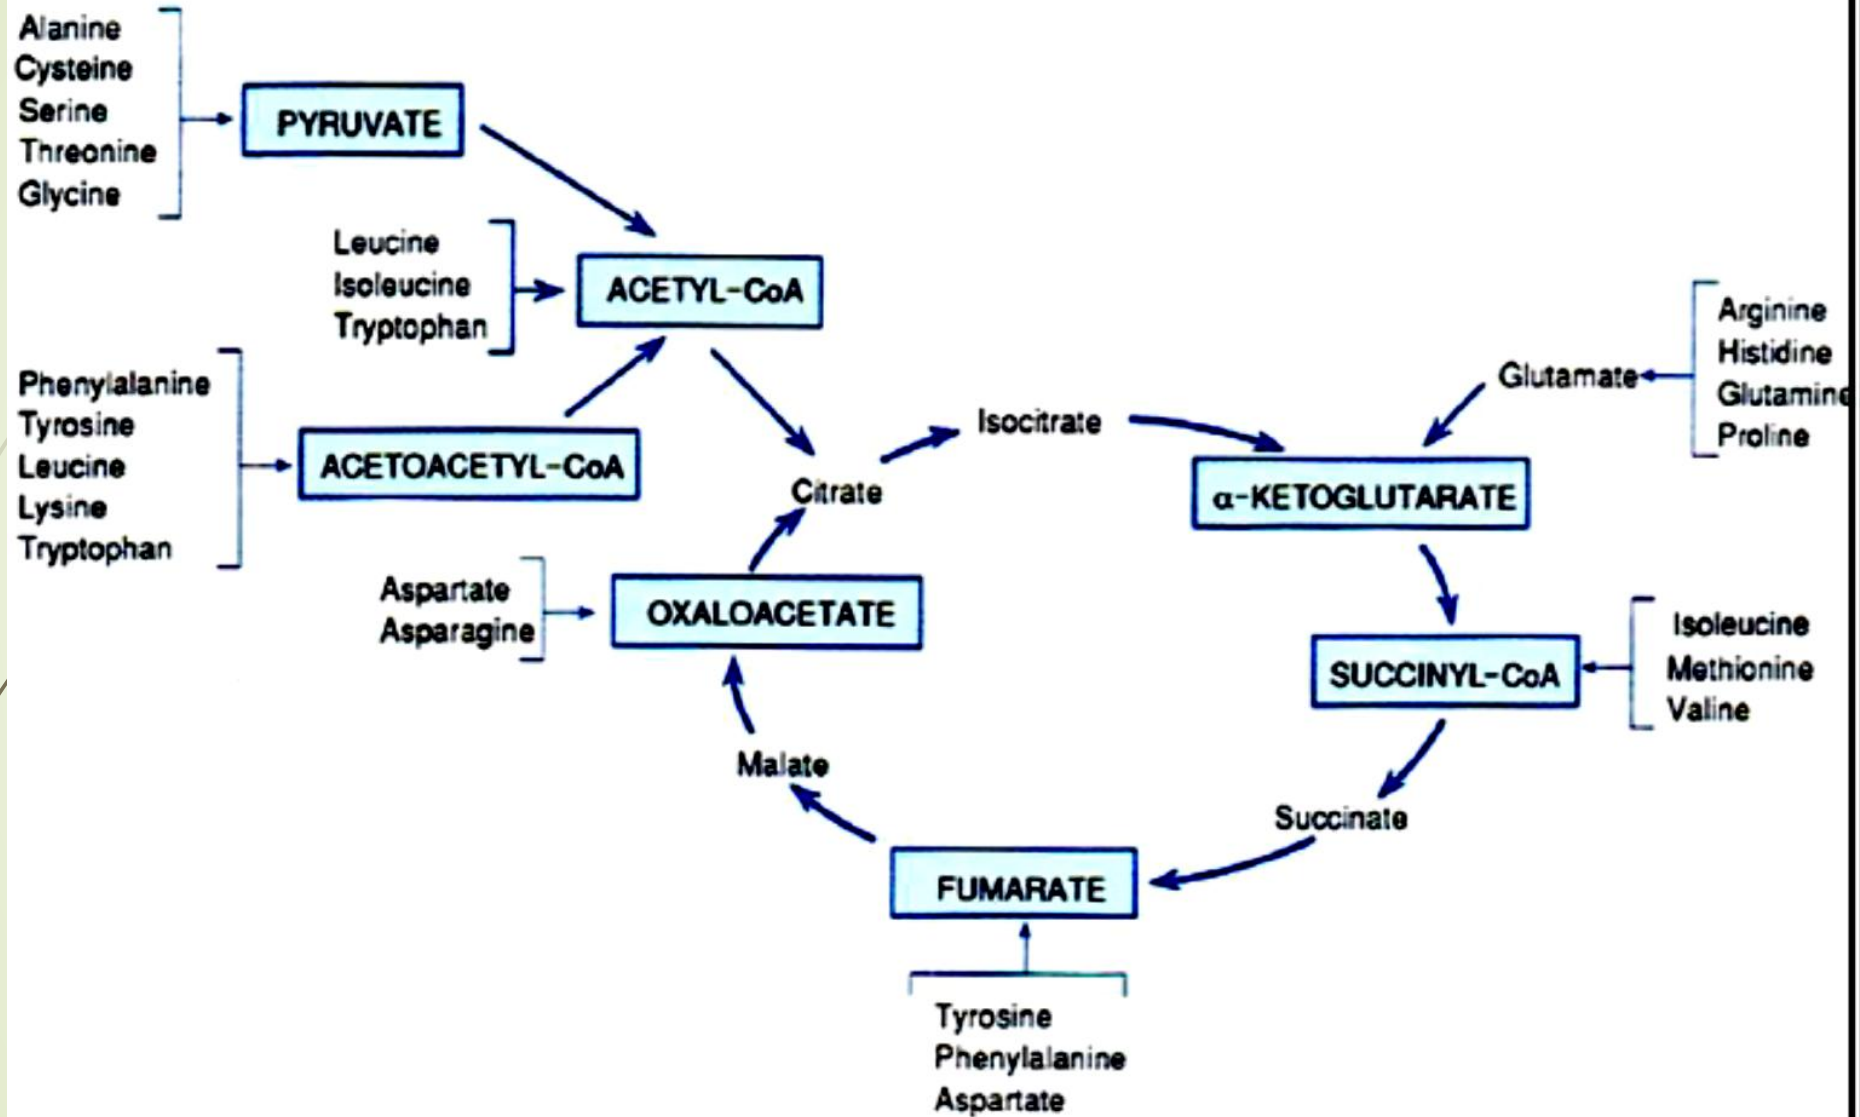 Alanine
Cysteine
Serine
Threonine
Glycine
PYRUVATE
Leucine
Isoleucine
Tryptophan
ACETYL-CoA
Phenylalanine
Tyrosine
Leucine
Lysine
Tryptophan
ACETOACETYL-CoA
Citrate
Isocitrate
Arginine
Histidine
Glutamine
Proline
Glutamate
α-KETOGLUTARATE
Aspartate
Asparagine
OXALOACETATE
Isoleucine
Methionine
Valine
SUCCINYL-CoA
Malate
Succinate
FUMARATE
Tyrosine
Phenylalanine
Aspartate